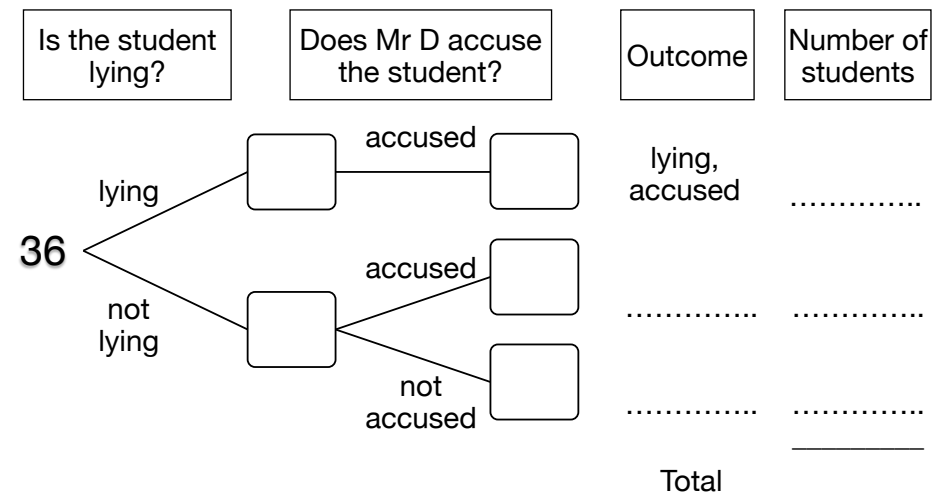 Is the student
lying?
Does Mr D accuse
the student?
Outcome
Number of
students
accused
lying,
accused
lying
…………..
36
accused
not
lying
…………..
…………..
not
accused
…………..
…………..
_________
Total